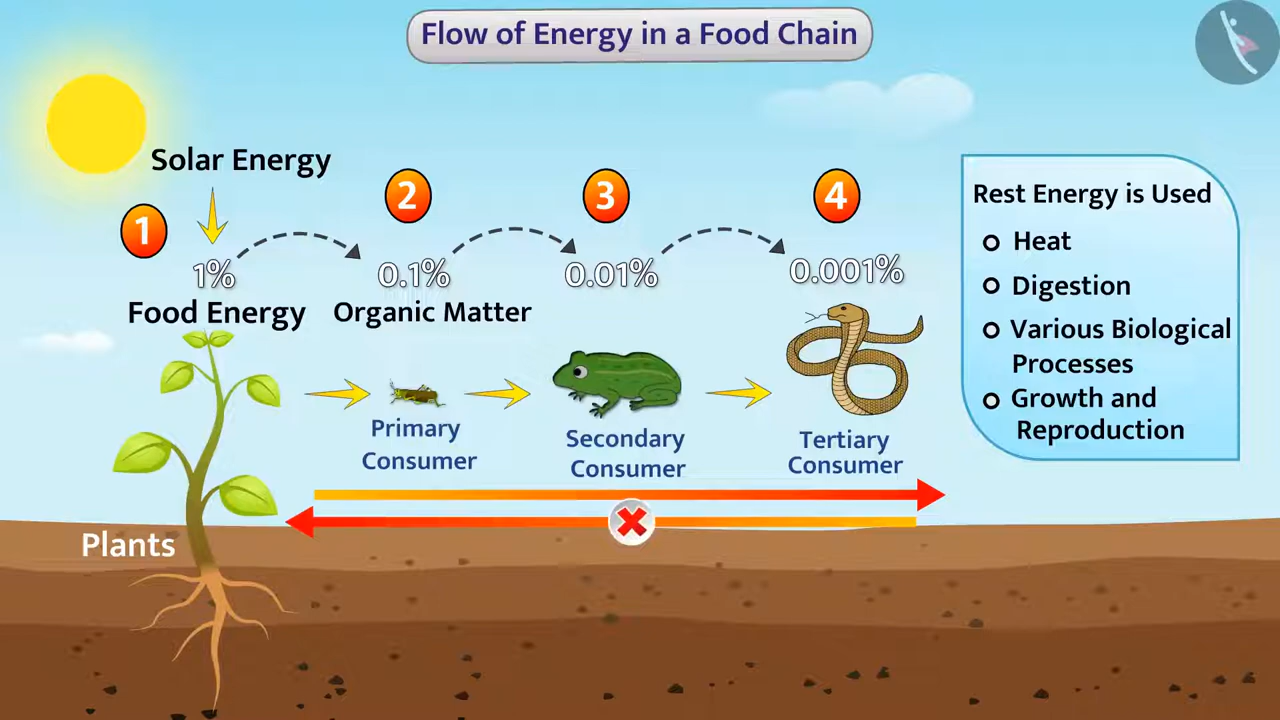 Flow of Energy in a Food Chain
Solar Energy
1
2
3
4
1%
0.1%
0.01%
0.001%
Food Energy
Organic Matter
Primary
Consumer
Secondary
Consumer
Tertiary
Consumer
Plants
Rest Energy is Used
Heat
Digestion
Various Biological
Processes
Growth and
Reproduction